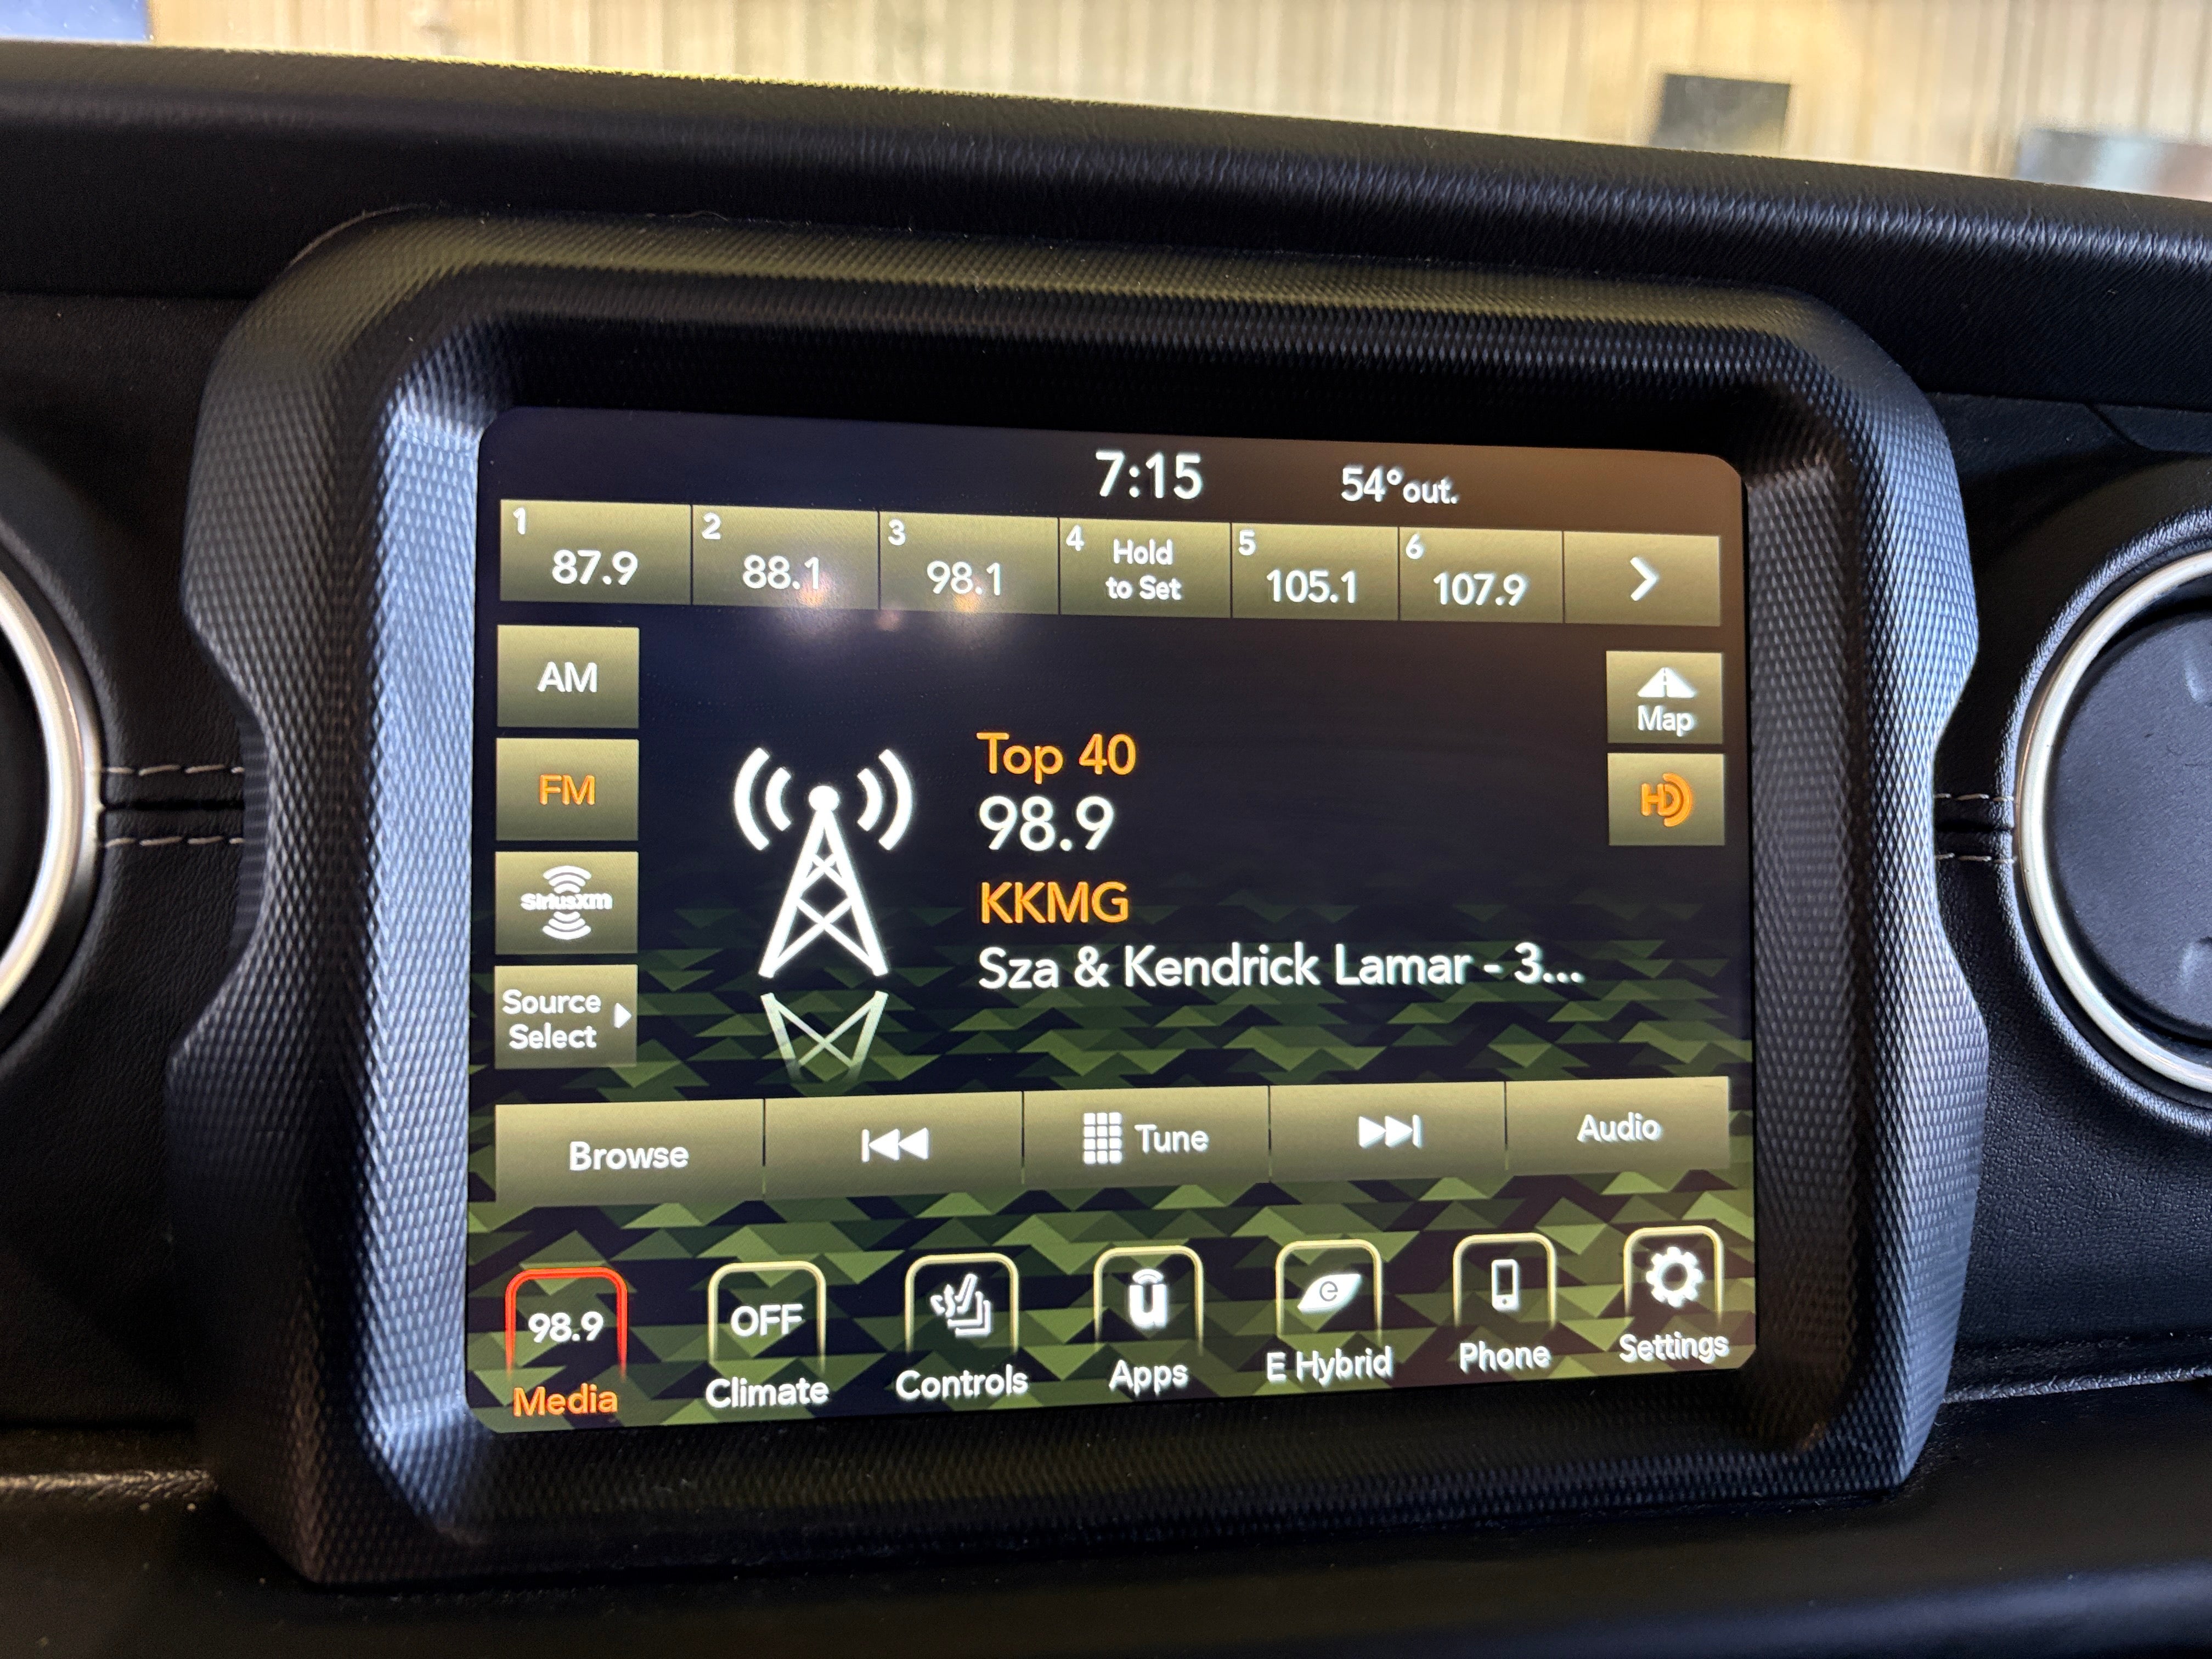 7:15 54°out.
1 87.9
2 88.1
3 98.1
4 Hold
to Set
5 105.1
6 107.9
AM
FM
siriusxm
Source
Select
Top 40
98.9
KKMG
Sza & Kendrick Lamar - 3...
Map
HD
Browse
Tune
Audio
98.9
Media
OFF
Climate
Controls
u
Apps
e
E Hybrid
Phone
Settings